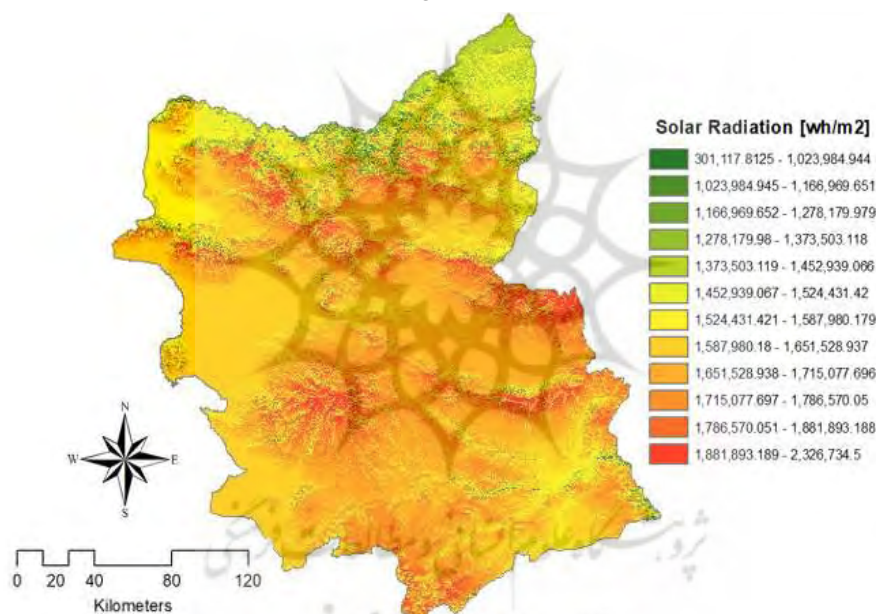 Solar Radiation [wh/m2]
301,117.8125 - 1,023,984.944
1,023,984.945 - 1,166,969.651
1,166,969.652 - 1,278,179.979
1,278,179.98 - 1,373,503.118
1,373,503.119 - 1,452,939.066
1,452,939.067 - 1,524,431.42
1,524,431.421 - 1,587,980.179
1,587,980.18 - 1,651,528.937
1,651,528.938 - 1,715,077.696
1,715,077.697 - 1,786,570.05
1,786,570.051 - 1,881,893.188
1,881,893.189 - 2,326,734.5
N
W E
S
0 20 40 80 120
Kilometers
پژوهشگاه علوم انسانی و مطالعات فرهنگی